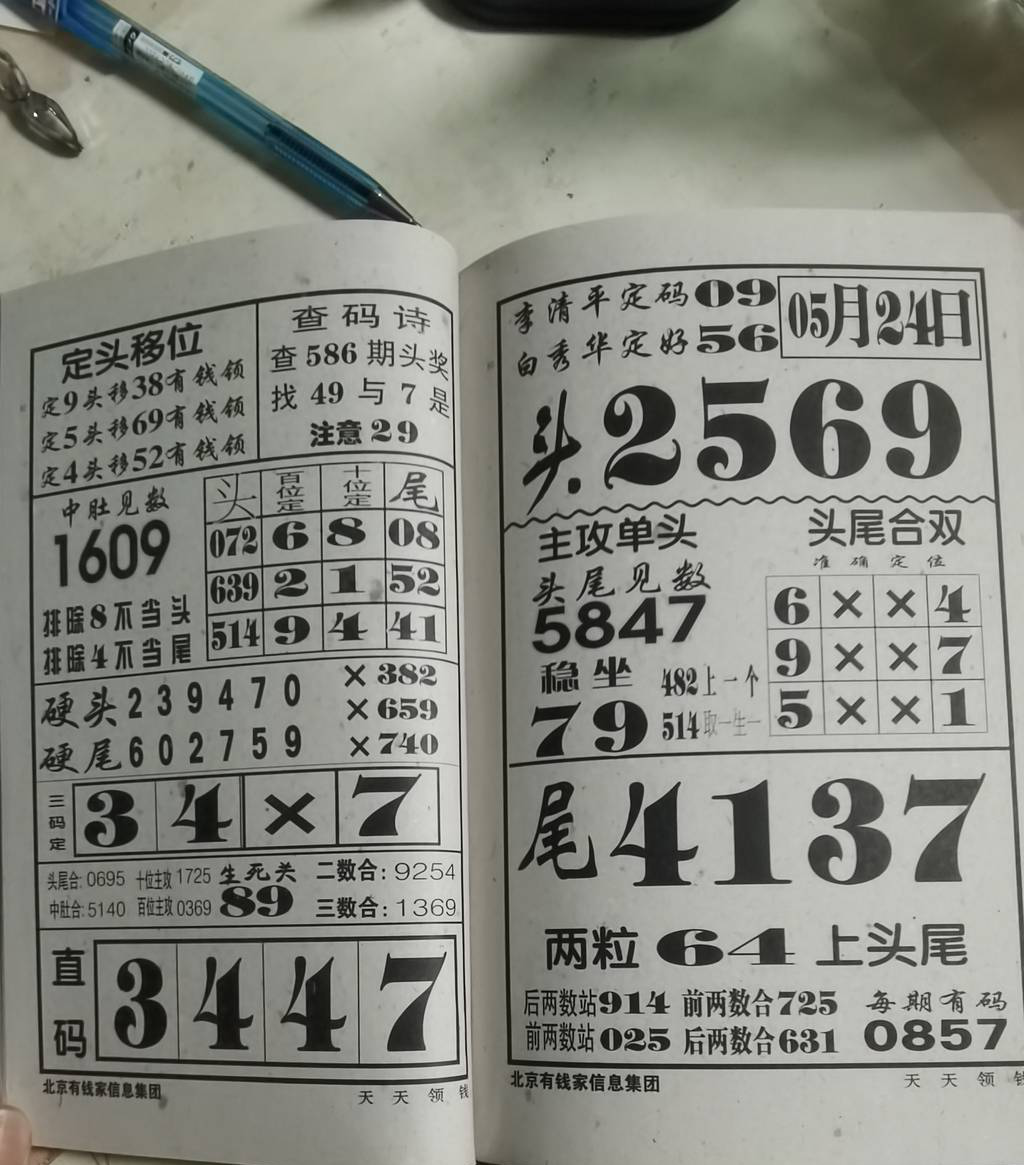 定头移位
定9头移38有钱领
定5头移69有钱领
定4头移52有钱领
查码诗
查586期头奖
找49与7是
注意29
中肚见数
1609
排除8不当头
排除4不当尾
头 百位定 十位定 尾
072 6 8 08
639 2 1 52
514 9 4 41
硬头239470
硬尾602759
×382
×659
×740
三码定
3 4 × 7
头尾合:0695 十位主攻1725
中肚合:5140 百位主攻0369
生死关
89
二数合:9254
三数合:1369
直码
3 4 4 7
北京有钱家信息集团
天天领钱
李清平定码09
白秀华定好56
05月24日
头.2569
主攻单头
头尾见数
5847
稳坐
79
482上一个
514取一生一
头尾合双
准确定位
6 × × 4
9 × × 7
5 × × 1
尾4137
两粒64上头尾
后两数站914 前两数合725
前两数站025 后两数合631
每期有码
0857
北京有钱家信息集团
天天领钱